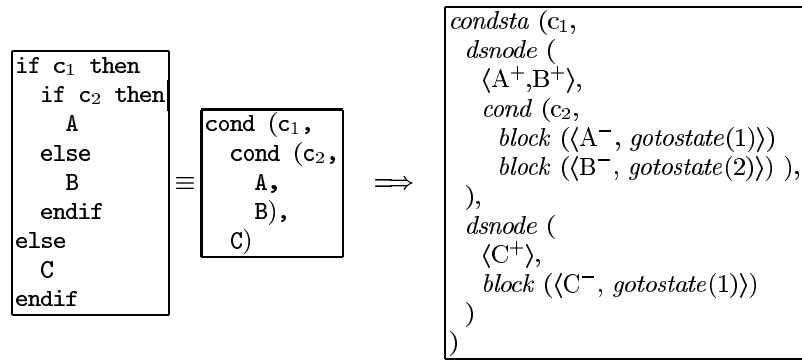 if c₁ then
if c₂ then
A
else
B
endif
else
C
endif
≡
cond (c₁,
cond (c₂,
A,
B),
C)
⟹
condsta (c₁,
dsnode (
⟨A⁺,B⁺⟩,
cond (c₂,
block (⟨A⁻, gotostate(1)⟩)
block (⟨B⁻, gotostate(2)⟩) ),
),
dsnode (
⟨C⁺⟩,
block (⟨C⁻, gotostate(1)⟩)
)
)